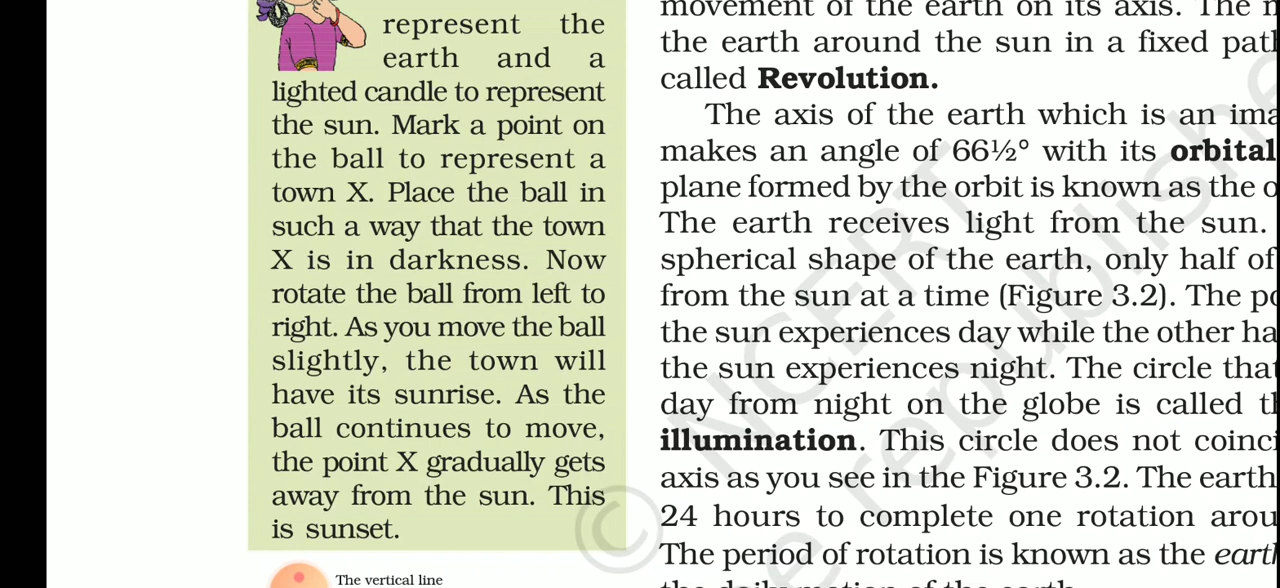 represent the
earth and a
lighted candle to represent
the sun. Mark a point on
the ball to represent a
town X. Place the ball in
such a way that the town
X is in darkness. Now
rotate the ball from left to
right. As you move the ball
slightly, the town will
have its sunrise. As the
ball continues to move,
the point X gradually gets
away from the sun. This
is sunset.
The vertical line
movement of the earth on its axis. The
the earth around the sun in a fixed
called Revolution.
The axis of the earth which is an
makes an angle of 66½° with its orbital
plane formed by the orbit is known as the
The earth receives light from the sun.
spherical shape of the earth, only half of
from the sun at a time (Figure 3.2). The
the sun experiences day while the other
the sun experiences night. The circle
day from night on the globe is called
illumination. This circle does not
axis as you see in the Figure 3.2. The earth
24 hours to complete one rotation
The period of rotation is known as the
the daily motion of the earth.
© NCERT
republishe